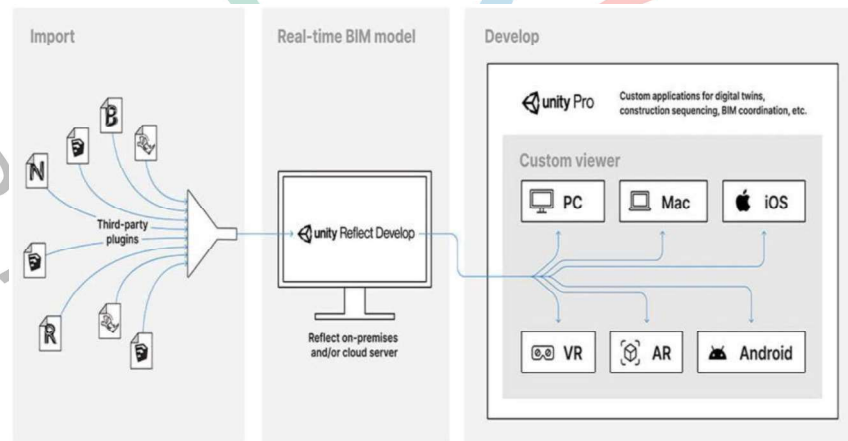 Import
Real-time BIM model
Develop
B
N
Third-party
plugins
R
unity Reflect Develop
Reflect on-premises
and/or cloud server
unity Pro
Custom applications for digital twins,
construction sequencing, BIM coordination, etc.
Custom viewer
PC
Mac
iOS
VR
AR
Android